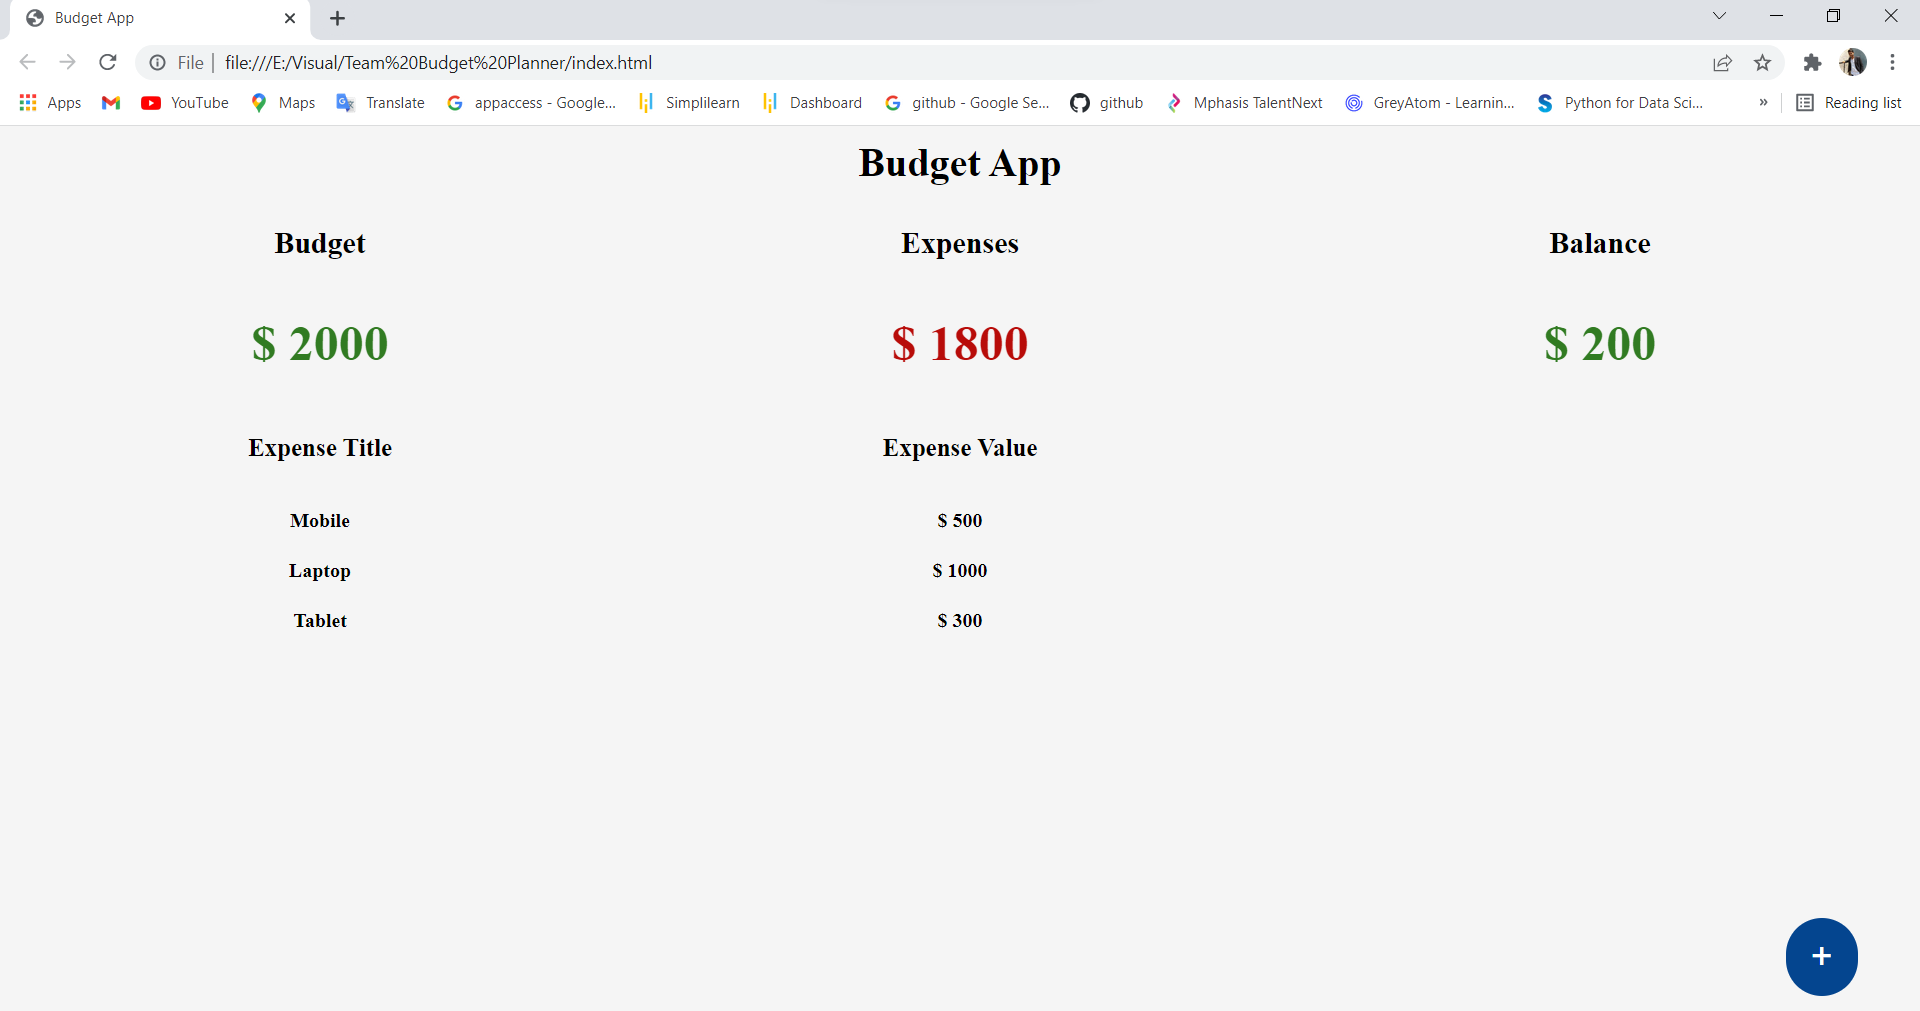 Budget App
File file:///E:/Visual/Team%20Budget%20Planner/index.html
Apps YouTube Maps Translate appaccess - Google... Simplilearn Dashboard github - Google Se... github Mphasis TalentNext GreyAtom - Learnin... Python for Data Sci... » Reading list
Budget App
Budget Expenses Balance
$ 2000 $ 1800 $ 200
Expense Title Expense Value
Mobile $ 500
Laptop $ 1000
Tablet $ 300
+